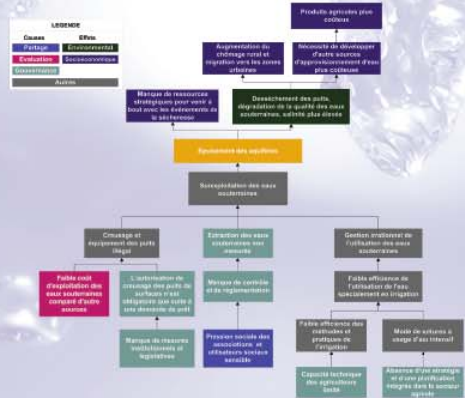 LEGENDE
Causes
Effets
Partage
Environmental
Evaluation
Socioéconomique
Gouvernance
Autres
Produits agricoles plus
coûteux
Augmentation du
chômage rural et
migration vers les zones
urbaines
Nécessité de développer
d'autre sources
d'approvisionnement d'eau
plus coûteuse
Manque de ressources
stratégiques pour venir à
bout avec les événements de
la sécheresse
Dessèchement des puits,
dégradation de la qualité des eaux
souterraines, salinité plus élevée
Epuisement des aquifères
Surexploitation des eaux
souterraines
Creusage et
équipement des puits
illégal
Extraction des eaux
souterraines non
mesurée
Gestion irrationnel de
l'utilisation des eaux
souterraines
Faible coût
d'exploitation des
eaux souterraines
comparé d'autre
sources
L'autorisation de
creusage des puits de
surfaces n'est
obligatoire que suite à
une demande de prêt
Manque de contrôle
et de réglementation
Faible efficience de
l'utilisation de l'eau
spécialement en irrigation
Manque de mesures
institutionnels et
legislatives
Pression sociale des
associations et
utilisateurs sociaux
sensible
Faible efficience des
méthodes et
pratiques de
l'irrigation
Mode de cultures à
usage d'eau intensif
Capacité technique
des agriculteurs
limité
Absence d'une stratégie
et d'une planification
intégrée dans le secteur
agricole